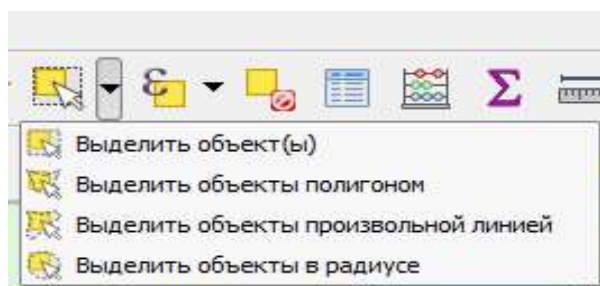 Выделить объект(ы)
Выделить объекты полигоном
Выделить объекты произвольной линией
Выделить объекты в радиусе